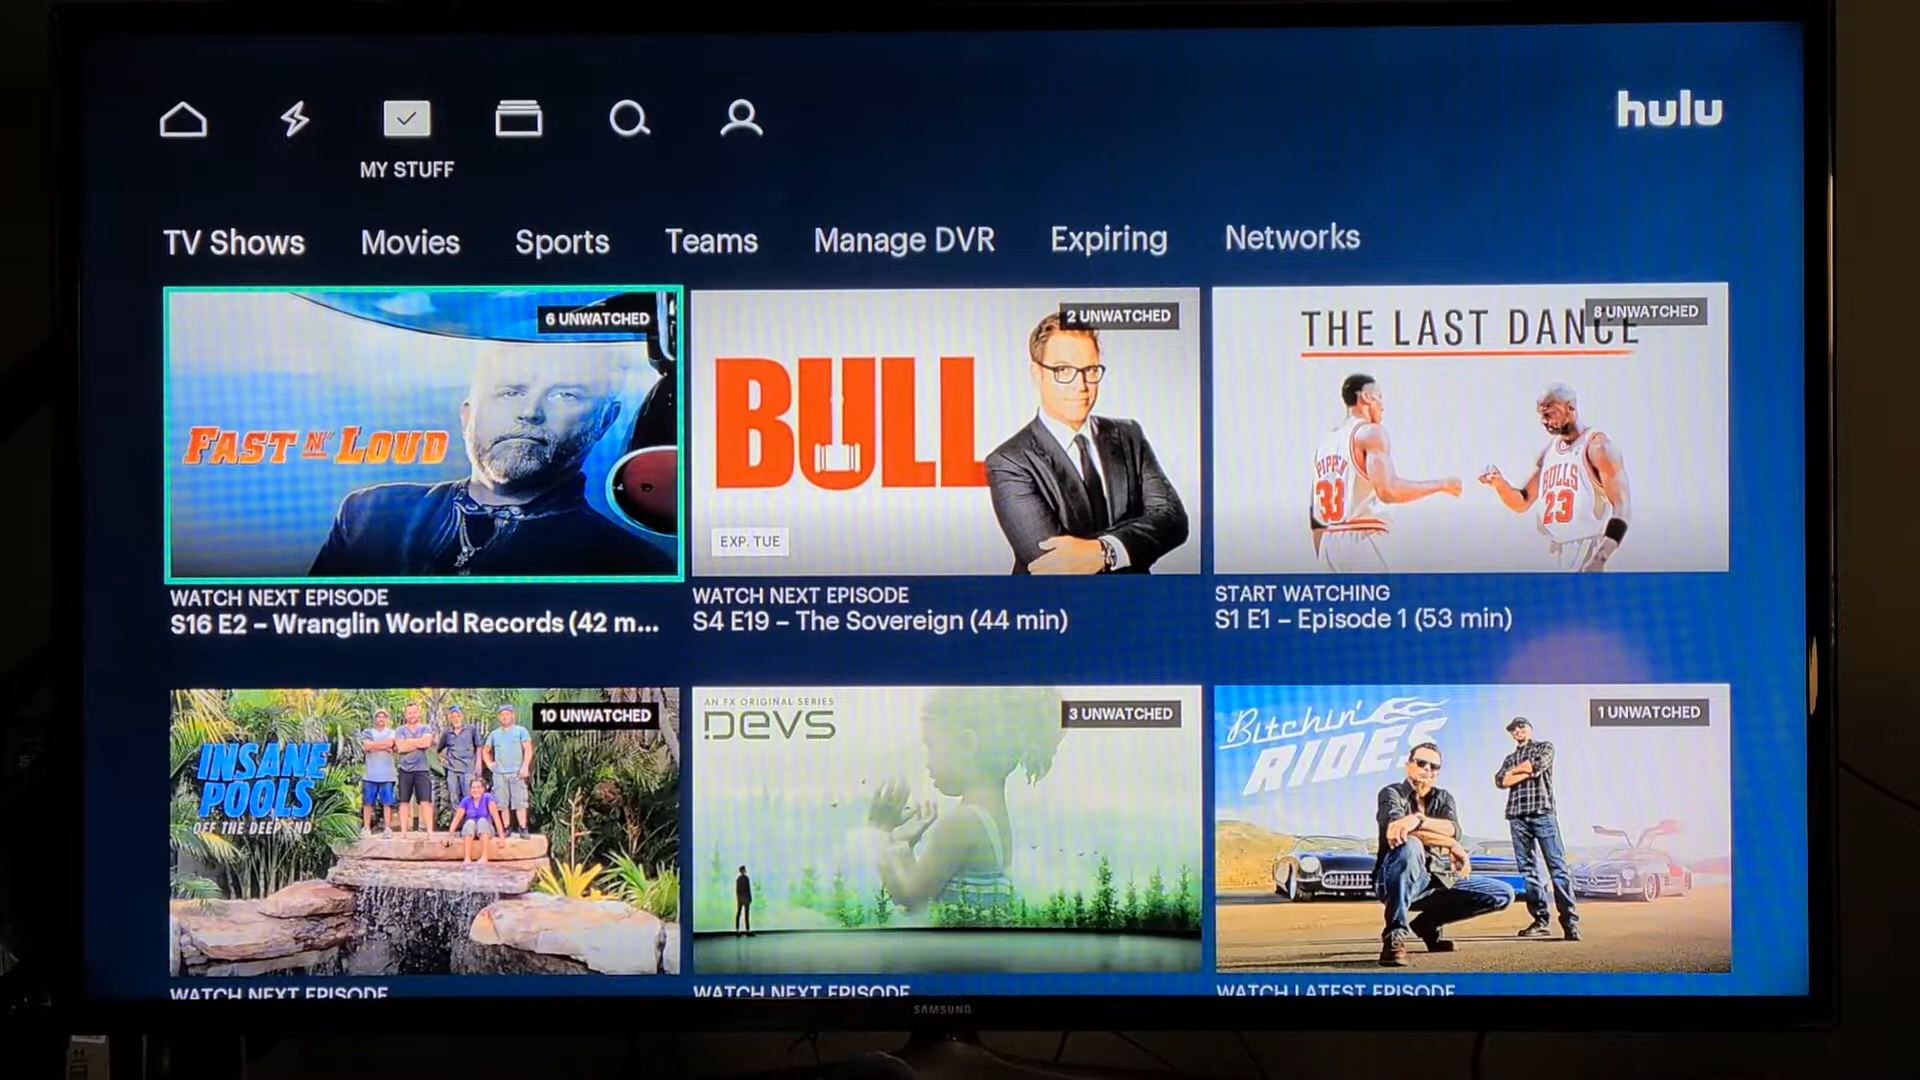 hulu
MY STUFF
TV Shows Movies Sports Teams Manage DVR Expiring Networks
6 UNWATCHED
FAST N' LOUD
WATCH NEXT EPISODE
S16 E2 – Wranglin World Records (42 m...
2 UNWATCHED
BULL
EXP. TUE
WATCH NEXT EPISODE
S4 E19 – The Sovereign (44 min)
8 UNWATCHED
THE LAST DANCE
PIPPEN
33
BULLS
23
START WATCHING
S1 E1 – Episode 1 (53 min)
10 UNWATCHED
INSANE
POOLS
OFF THE DEEP END
WATCH NEXT EPISODE
AN FX ORIGINAL SERIES
DEVS
3 UNWATCHED
WATCH NEXT EPISODE
Bitchin'
RIDES
1 UNWATCHED
WATCH LATEST EPISODE
SAMSUNG